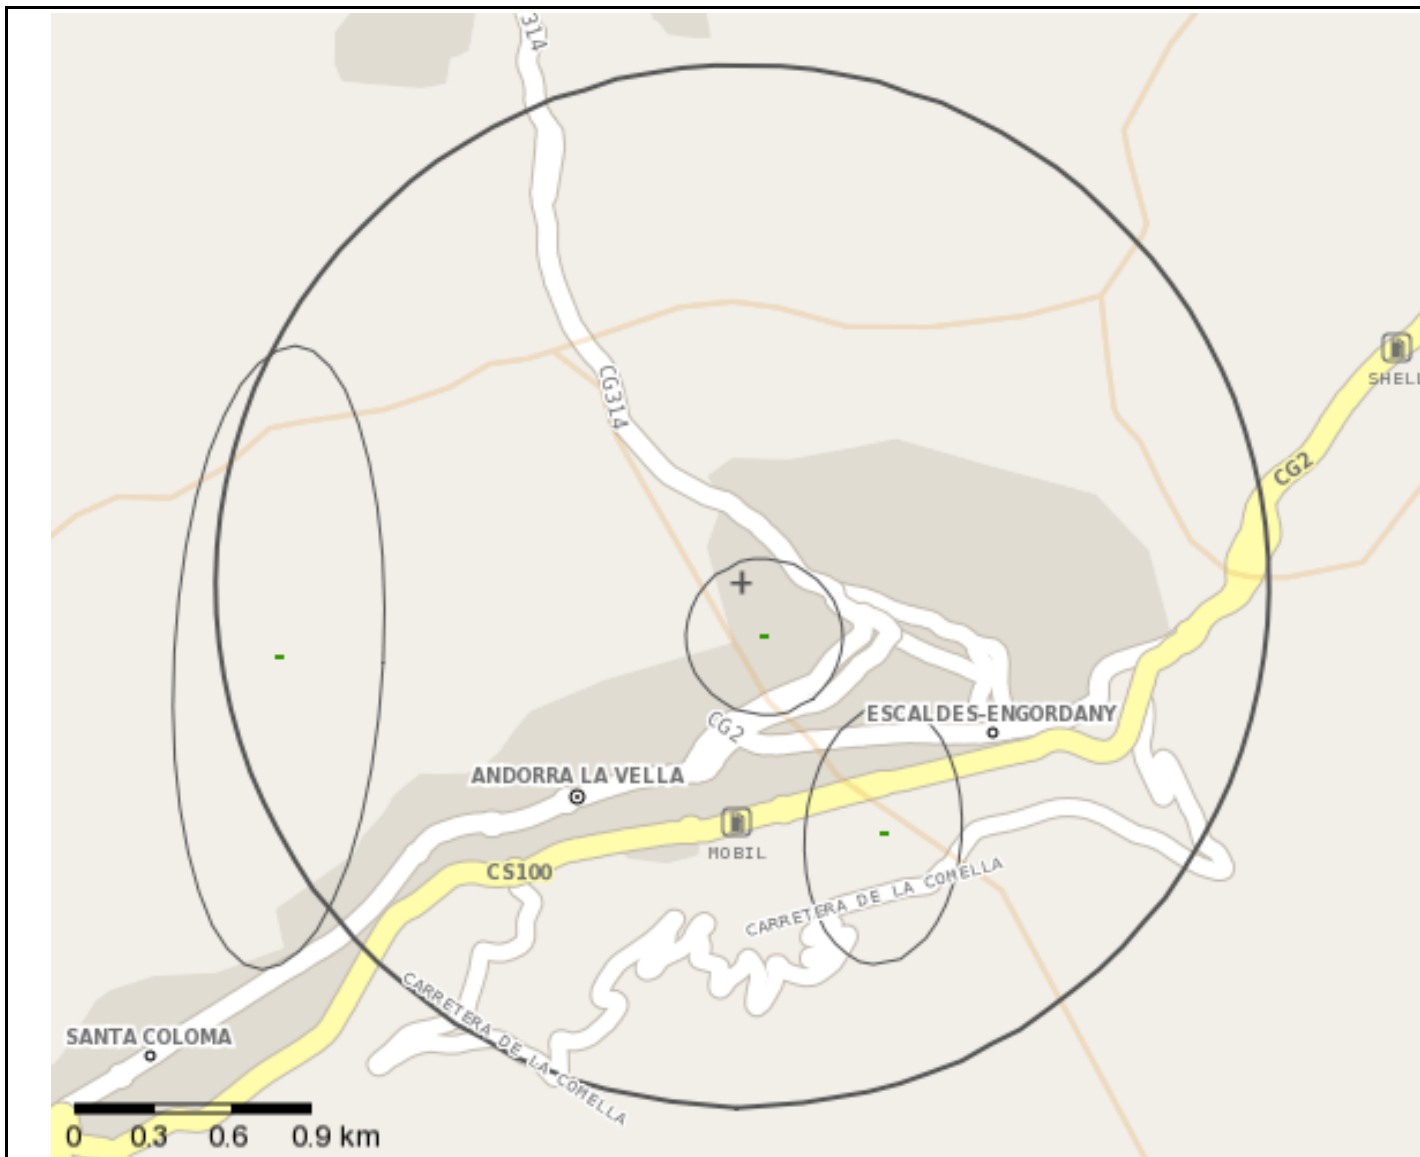 314
CG314
SHELL
CG2
CG2
ESCALDES-ENGORDANY
ANDORRA LA VELLA
MOBIL
CS100
CARRETERA DE LA COMELLA
CARRETERA DE LA COMELLA
SANTA COLOMA
0 0.3 0.6 0.9 km